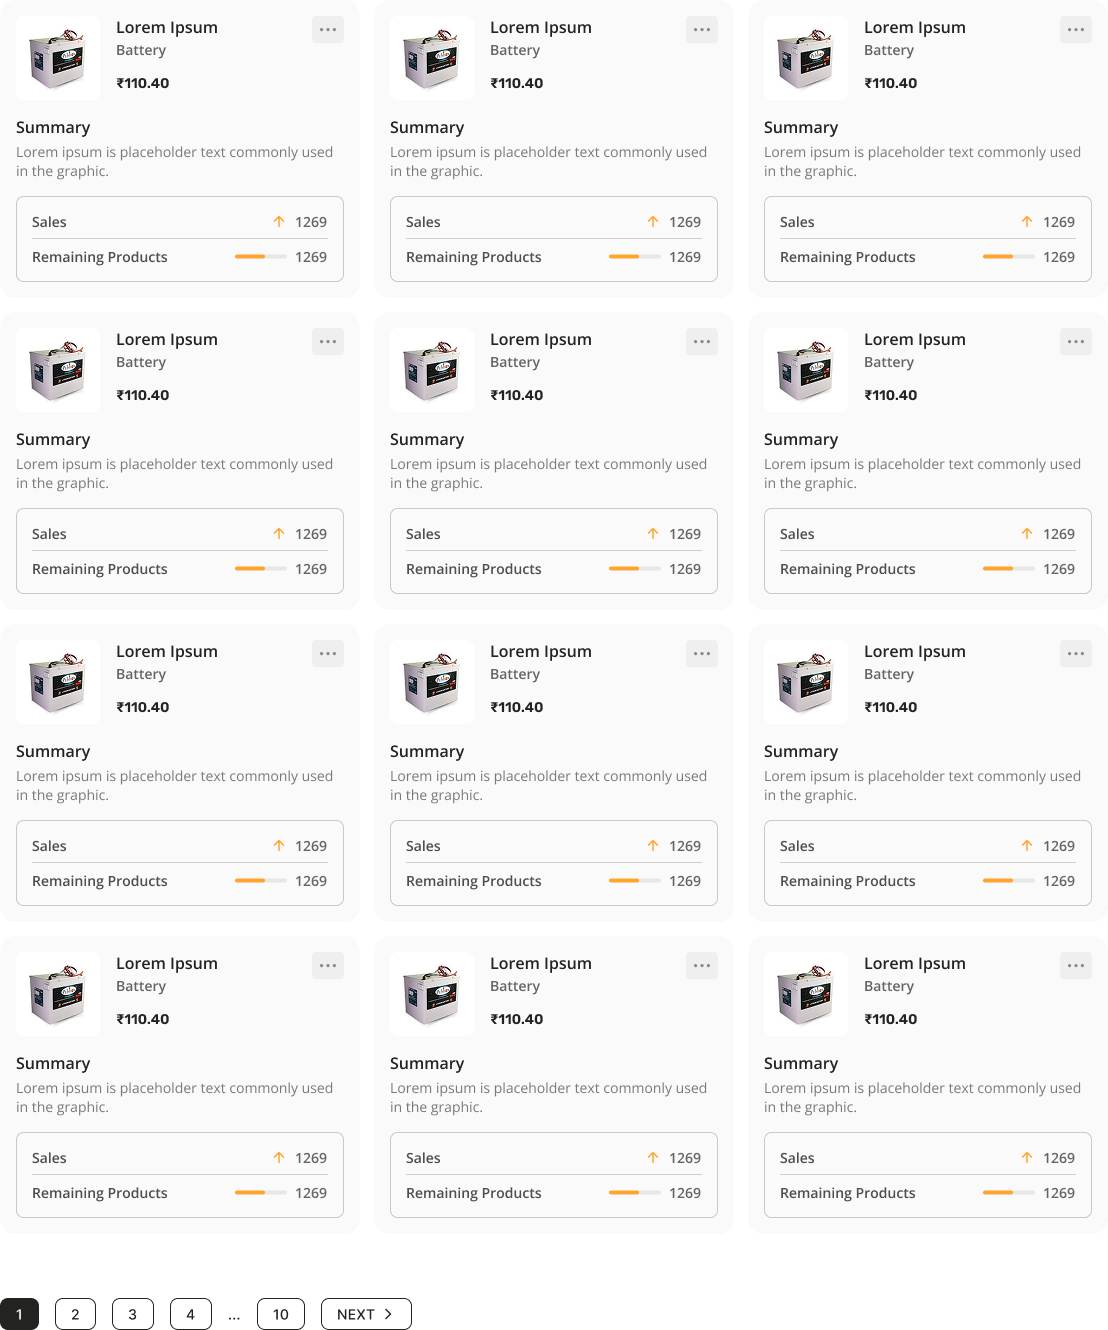 Lorem Ipsum
Battery
₹110.40
Summary
Lorem ipsum is placeholder text commonly used
in the graphic.
Sales 1269
Remaining Products 1269
Lorem Ipsum
Battery
₹110.40
Summary
Lorem ipsum is placeholder text commonly used
in the graphic.
Sales 1269
Remaining Products 1269
Lorem Ipsum
Battery
₹110.40
Summary
Lorem ipsum is placeholder text commonly used
in the graphic.
Sales 1269
Remaining Products 1269
Lorem Ipsum
Battery
₹110.40
Summary
Lorem ipsum is placeholder text commonly used
in the graphic.
Sales 1269
Remaining Products 1269
Lorem Ipsum
Battery
₹110.40
Summary
Lorem ipsum is placeholder text commonly used
in the graphic.
Sales 1269
Remaining Products 1269
Lorem Ipsum
Battery
₹110.40
Summary
Lorem ipsum is placeholder text commonly used
in the graphic.
Sales 1269
Remaining Products 1269
Lorem Ipsum
Battery
₹110.40
Summary
Lorem ipsum is placeholder text commonly used
in the graphic.
Sales 1269
Remaining Products 1269
Lorem Ipsum
Battery
₹110.40
Summary
Lorem ipsum is placeholder text commonly used
in the graphic.
Sales 1269
Remaining Products 1269
Lorem Ipsum
Battery
₹110.40
Summary
Lorem ipsum is placeholder text commonly used
in the graphic.
Sales 1269
Remaining Products 1269
Lorem Ipsum
Battery
₹110.40
Summary
Lorem ipsum is placeholder text commonly used
in the graphic.
Sales 1269
Remaining Products 1269
Lorem Ipsum
Battery
₹110.40
Summary
Lorem ipsum is placeholder text commonly used
in the graphic.
Sales 1269
Remaining Products 1269
Lorem Ipsum
Battery
₹110.40
Summary
Lorem ipsum is placeholder text commonly used
in the graphic.
Sales 1269
Remaining Products 1269
1 2 3 4 ... 10 NEXT